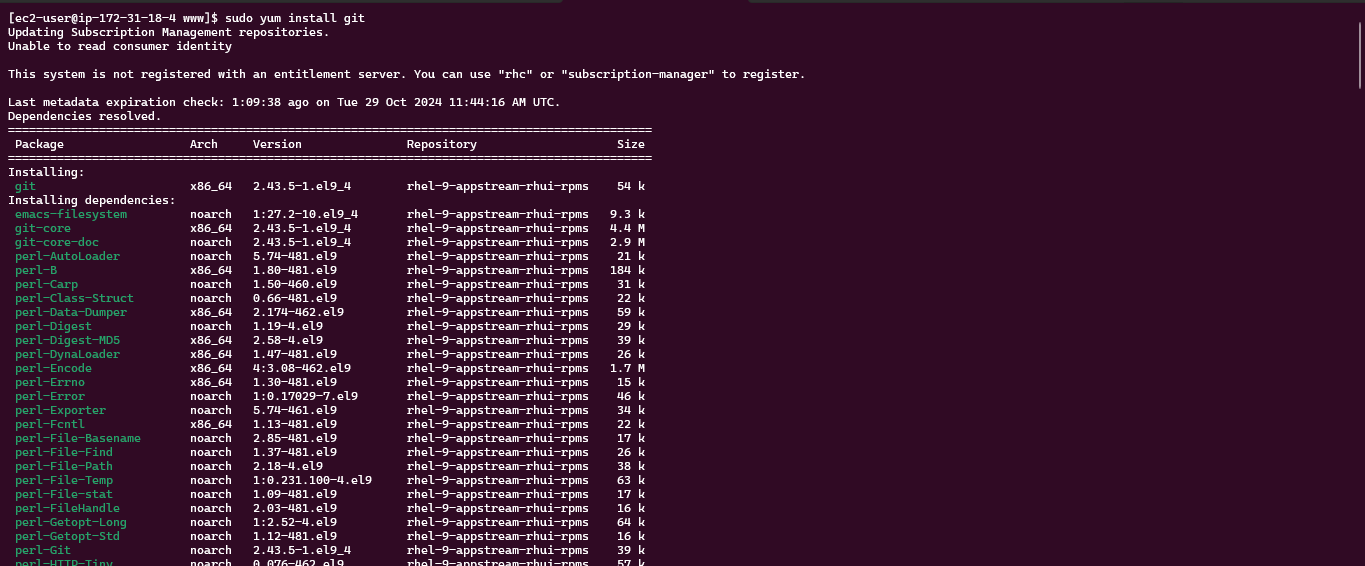 [ec2-user@ip-172-31-18-4 www]$ sudo yum install git
Updating Subscription Management repositories.
Unable to read consumer identity
This system is not registered with an entitlement server. You can use "rhc" or "subscription-manager" to register.
Last metadata expiration check: 1:09:38 ago on Tue 29 Oct 2024 11:44:16 AM UTC.
Dependencies resolved.
============================================================================================
Package Arch Version Repository Size
============================================================================================
Installing:
git x86_64 2.43.5-1.el9_4 rhel-9-appstream-rhui-rpms 54 k
Installing dependencies:
emacs-filesystem noarch 1:27.2-10.el9_4 rhel-9-appstream-rhui-rpms 9.3 k
git-core x86_64 2.43.5-1.el9_4 rhel-9-appstream-rhui-rpms 4.4 M
git-core-doc noarch 2.43.5-1.el9_4 rhel-9-appstream-rhui-rpms 2.9 M
perl-AutoLoader noarch 5.74-481.el9 rhel-9-appstream-rhui-rpms 21 k
perl-B x86_64 1.80-481.el9 rhel-9-appstream-rhui-rpms 184 k
perl-Carp noarch 1.50-460.el9 rhel-9-appstream-rhui-rpms 31 k
perl-Class-Struct noarch 0.66-481.el9 rhel-9-appstream-rhui-rpms 22 k
perl-Data-Dumper x86_64 2.174-462.el9 rhel-9-appstream-rhui-rpms 59 k
perl-Digest noarch 1.19-4.el9 rhel-9-appstream-rhui-rpms 29 k
perl-Digest-MD5 x86_64 2.58-4.el9 rhel-9-appstream-rhui-rpms 39 k
perl-DynaLoader x86_64 1.47-481.el9 rhel-9-appstream-rhui-rpms 26 k
perl-Encode x86_64 4:3.08-462.el9 rhel-9-appstream-rhui-rpms 1.7 M
perl-Errno x86_64 1.30-481.el9 rhel-9-appstream-rhui-rpms 15 k
perl-Error noarch 1:0.17029-7.el9 rhel-9-appstream-rhui-rpms 46 k
perl-Exporter noarch 5.74-461.el9 rhel-9-appstream-rhui-rpms 34 k
perl-Fcntl x86_64 1.13-481.el9 rhel-9-appstream-rhui-rpms 22 k
perl-File-Basename noarch 2.85-481.el9 rhel-9-appstream-rhui-rpms 17 k
perl-File-Find noarch 1.37-481.el9 rhel-9-appstream-rhui-rpms 26 k
perl-File-Path noarch 2.18-4.el9 rhel-9-appstream-rhui-rpms 38 k
perl-File-Temp noarch 1:0.231.100-4.el9 rhel-9-appstream-rhui-rpms 63 k
perl-File-stat noarch 1.09-481.el9 rhel-9-appstream-rhui-rpms 17 k
perl-FileHandle noarch 2.03-481.el9 rhel-9-appstream-rhui-rpms 16 k
perl-Getopt-Long noarch 1:2.52-4.el9 rhel-9-appstream-rhui-rpms 64 k
perl-Getopt-Std noarch 1.12-481.el9 rhel-9-appstream-rhui-rpms 16 k
perl-Git noarch 2.43.5-1.el9_4 rhel-9-appstream-rhui-rpms 39 k
perl-HTTP-Tiny noarch 0.076-462.el9 rhel-9-appstream-rhui-rpms 57 k